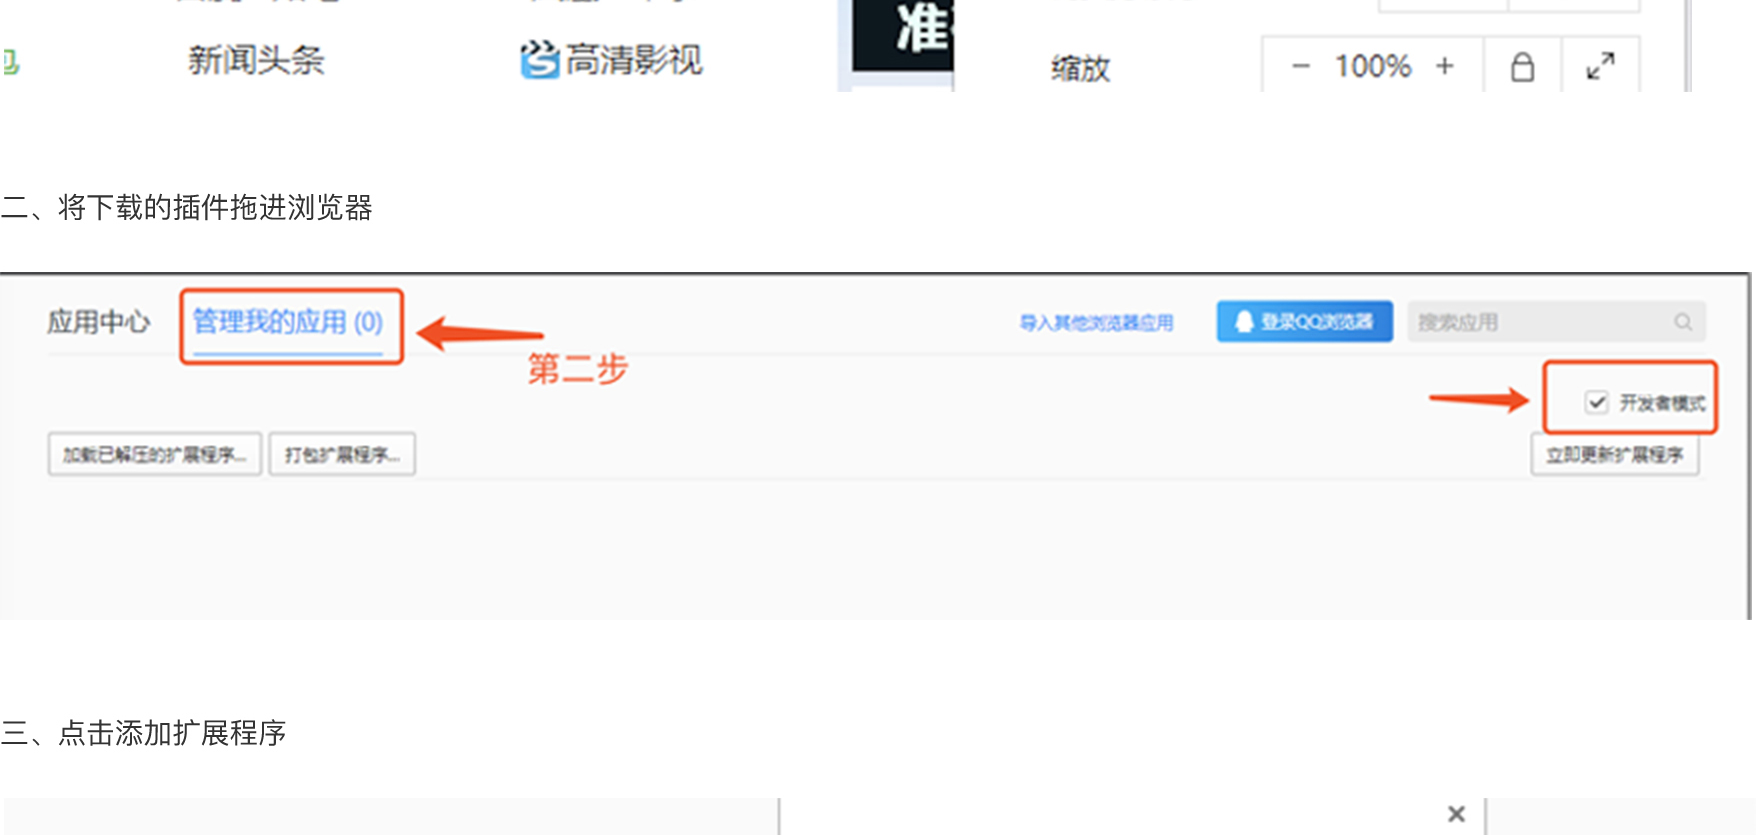 准
新闻头条 高清影视
缩放 − 100% +
二、将下载的插件拖进浏览器
应用中心 管理我的应用 (0) 导入其他浏览器应用 登录QQ浏览器 搜索应用
第二步
开发者模式
加载已解压的扩展程序... 打包扩展程序... 立即更新扩展程序
三、点击添加扩展程序